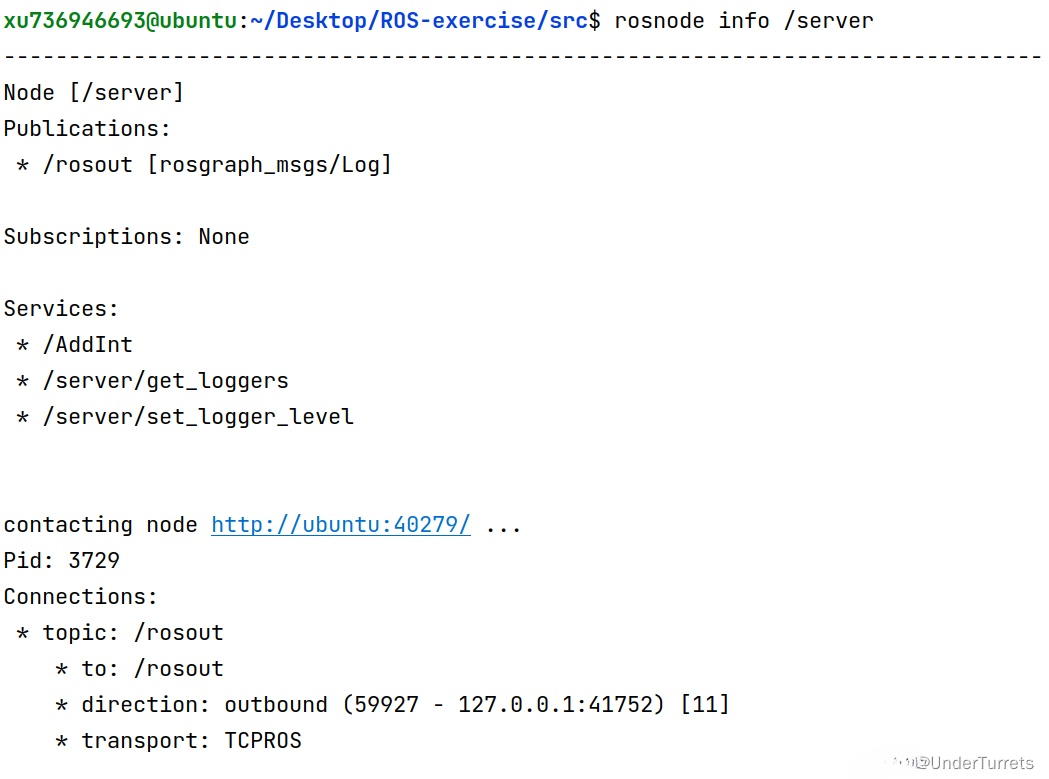 xu736946693@ubuntu:~/Desktop/ROS-exercise/src$ rosnode info /server
--------------------------------------------------------------------------------
Node [/server]
Publications:
 * /rosout [rosgraph_msgs/Log]
Subscriptions: None
Services:
 * /AddInt
 * /server/get_loggers
 * /server/set_logger_level
contacting node http://ubuntu:40279/ ...
Pid: 3729
Connections:
 * topic: /rosout
    * to: /rosout
    * direction: outbound (59927 - 127.0.0.1:41752) [11]
    * transport: TCPROS
@UnderTurrets